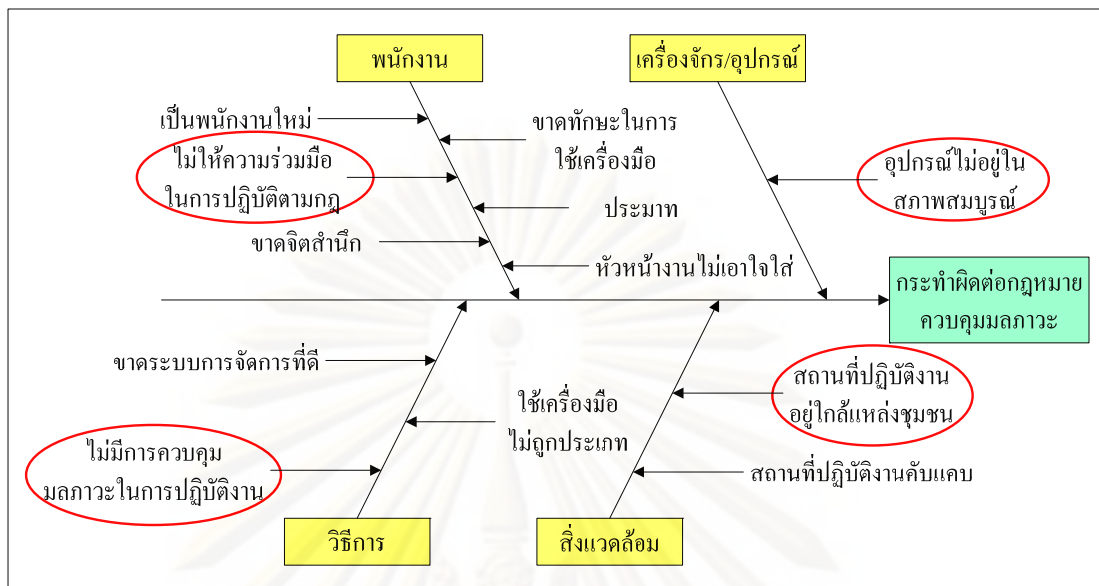 พนักงาน
เครื่องจักร/อุปกรณ์
เป็นพนักงานใหม่
ขาดทักษะในการ
ใช้เครื่องมือ
ไม่ให้ความร่วมมือ
ในการปฏิบัติตามกฎ
ประมาท
ขาดจิตสำนึก
หัวหน้างานไม่เอาใจใส่
อุปกรณ์ไม่อยู่ใน
สภาพสมบูรณ์
กระทำผิดต่อกฎหมาย
ควบคุมมลภาวะ
ขาดระบบการจัดการที่ดี
ใช้เครื่องมือ
ไม่ถูกประเภท
ไม่มีการควบคุม
มลภาวะในการปฏิบัติงาน
สถานที่ปฏิบัติงาน
อยู่ใกล้แหล่งชุมชน
สถานที่ปฏิบัติงานคับแคบ
วิธีการ
สิ่งแวดล้อม